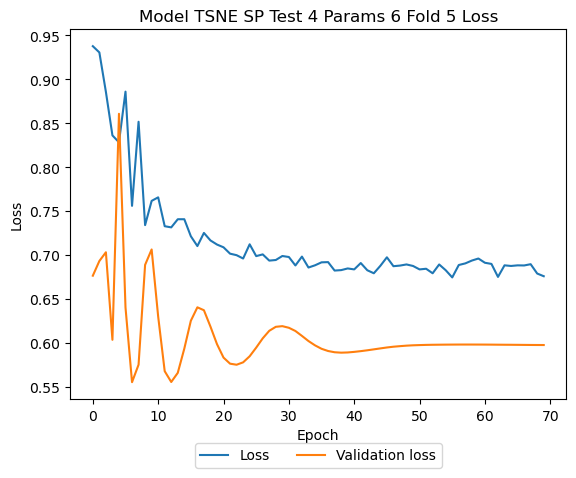 Model TSNE SP Test 4 Params 6 Fold 5 Loss
0.95
0.90
0.85
0.80
0.75
0.70
0.65
0.60
0.55
Loss
0 10 20 30 40 50 60 70
Epoch
Loss Validation loss